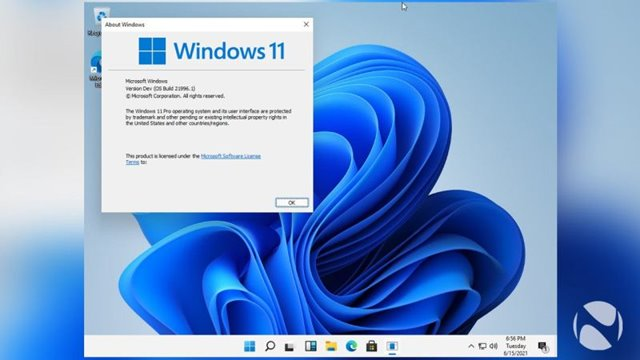 About Windows
Windows 11
Microsoft Windows
Version Dev (OS Build 21996.1)
© Microsoft Corporation. All rights reserved.
The Windows 11 Pro operating system and its user interface are protected
by trademark and other pending or existing intellectual property rights in
the United States and other countries/regions.
This product is licensed under the Microsoft Software License
Terms to:
OK
6:56 PM
Tuesday
6/15/2021